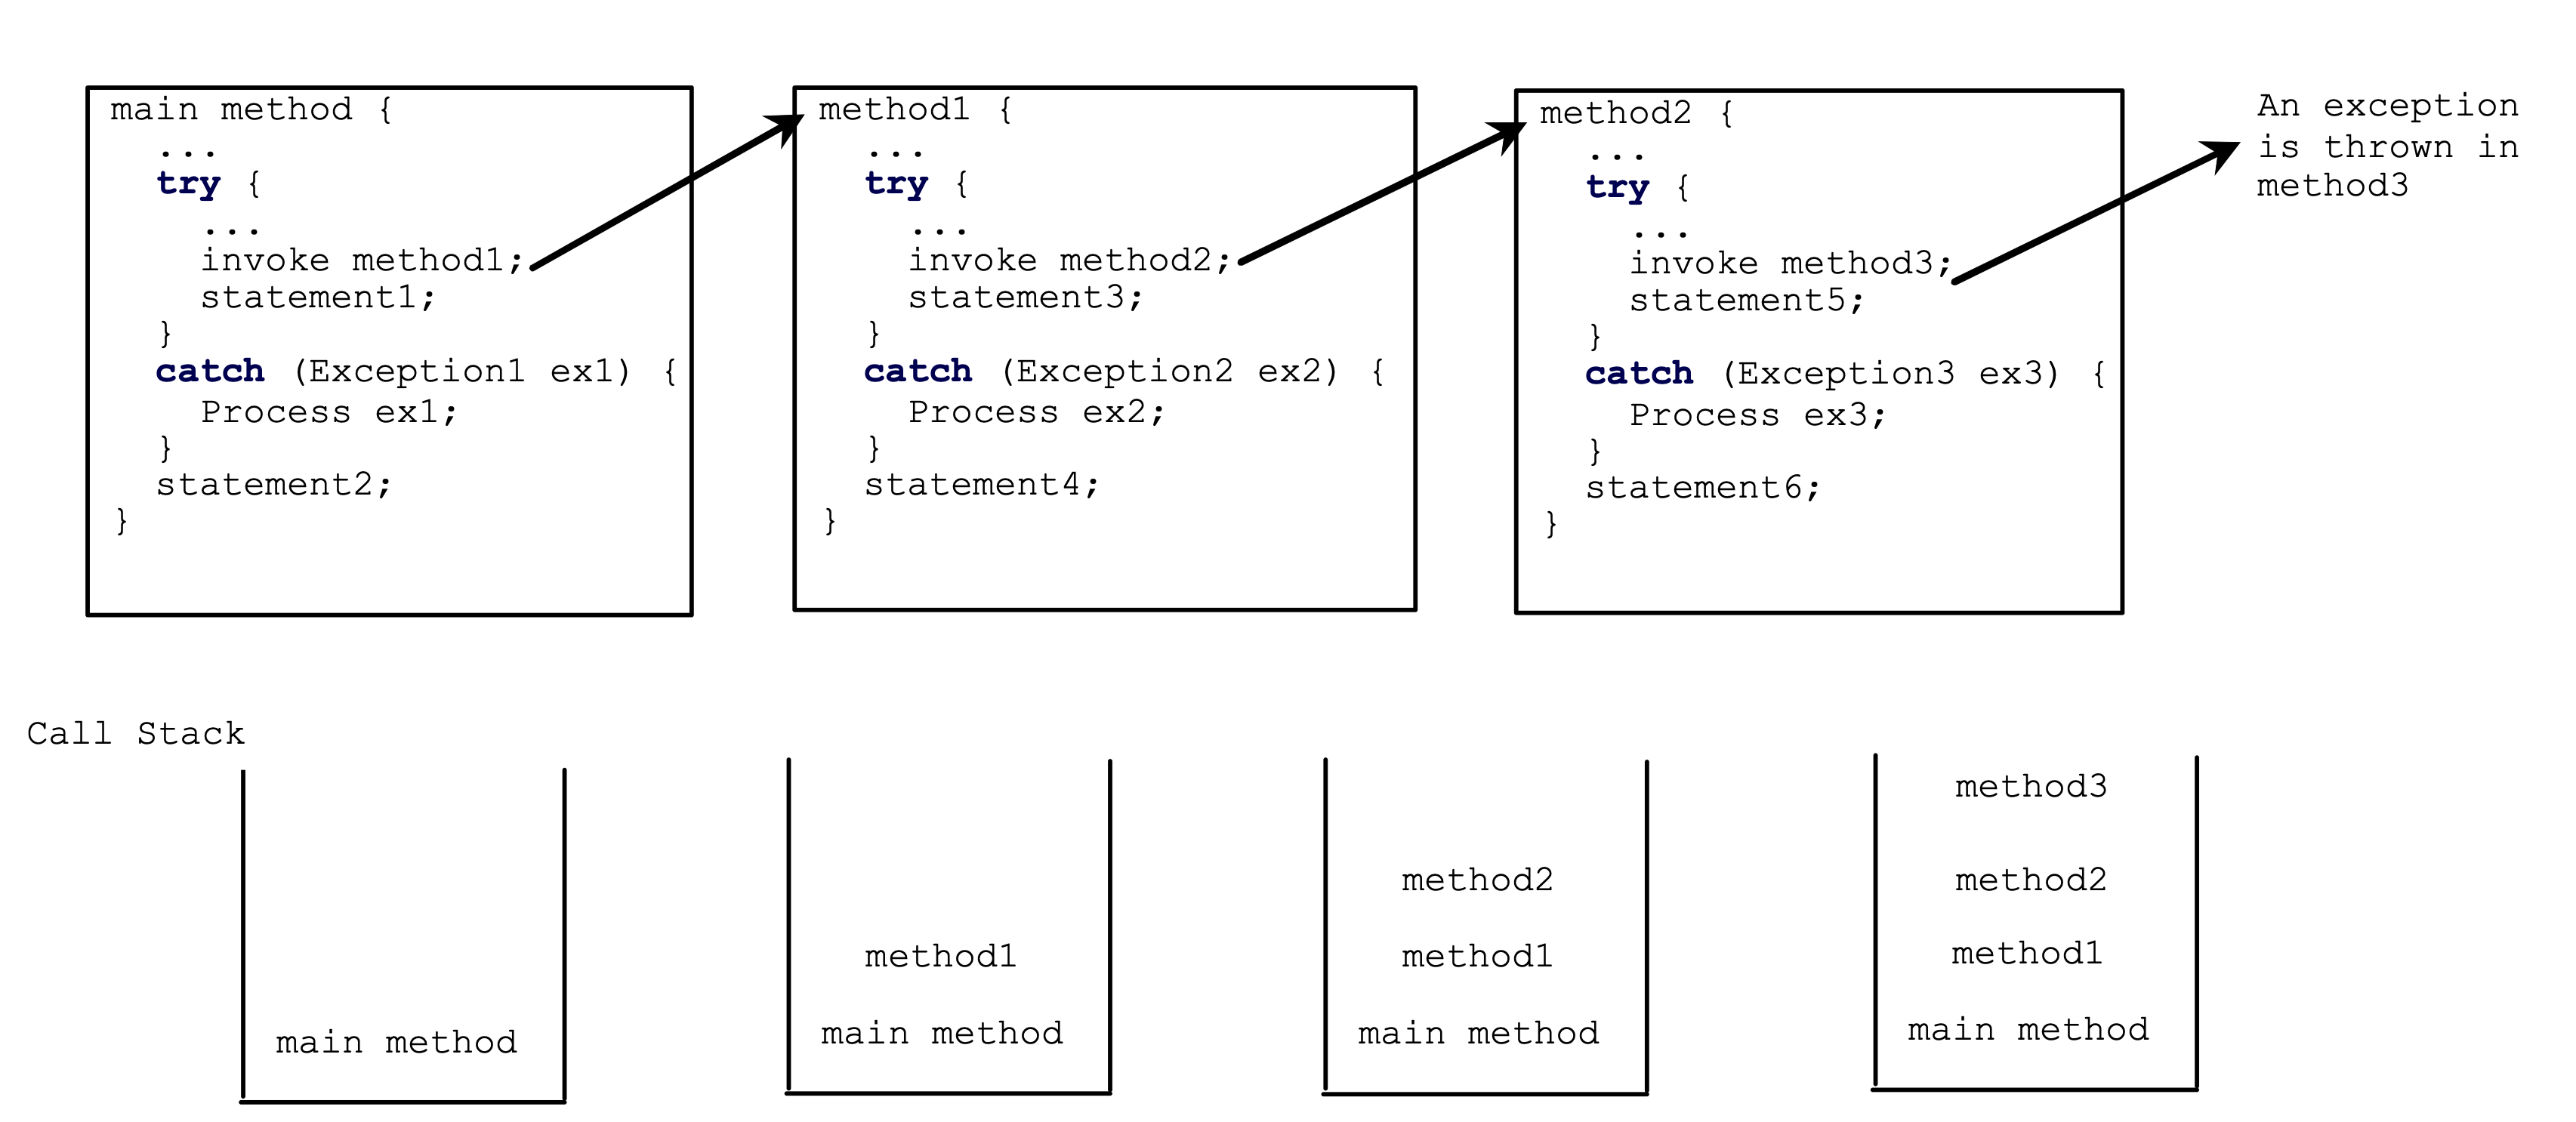 main method {
...
try {
...
invoke method1;
statement1;
}
catch (Exception1 ex1) {
Process ex1;
}
statement2;
}
method1 {
...
try {
...
invoke method2;
statement3;
}
catch (Exception2 ex2) {
Process ex2;
}
statement4;
}
method2 {
...
try {
...
invoke method3;
statement5;
}
catch (Exception3 ex3) {
Process ex3;
}
statement6;
}
An exception
is thrown in
method3
Call Stack
main method
method1
main method
method2
method1
main method
method3
method2
method1
main method